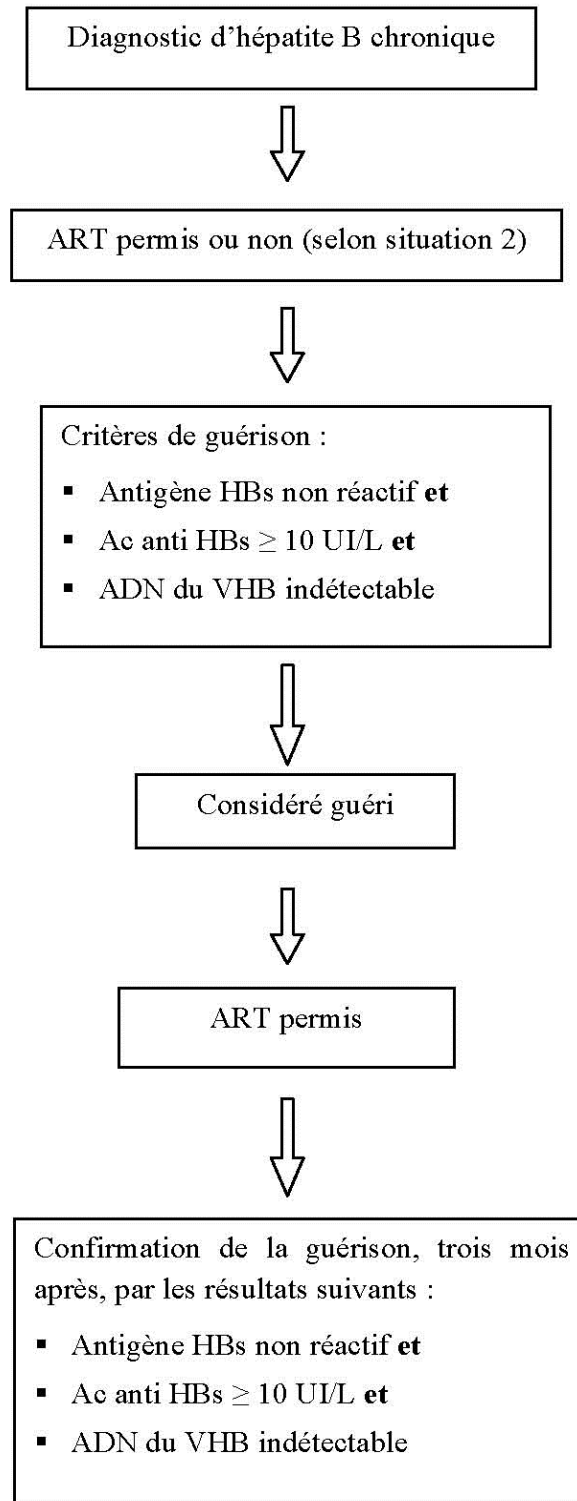 Diagnostic d’hépatite B chronique
ART permis ou non (selon situation 2)
Critères de guérison :
▪ Antigène HBs non réactif et
▪ Ac anti HBs ≥ 10 UI/L et
▪ ADN du VHB indétectable
Considéré guéri
ART permis
Confirmation de la guérison, trois mois
après, par les résultats suivants :
▪ Antigène HBs non réactif et
▪ Ac anti HBs ≥ 10 UI/L et
▪ ADN du VHB indétectable